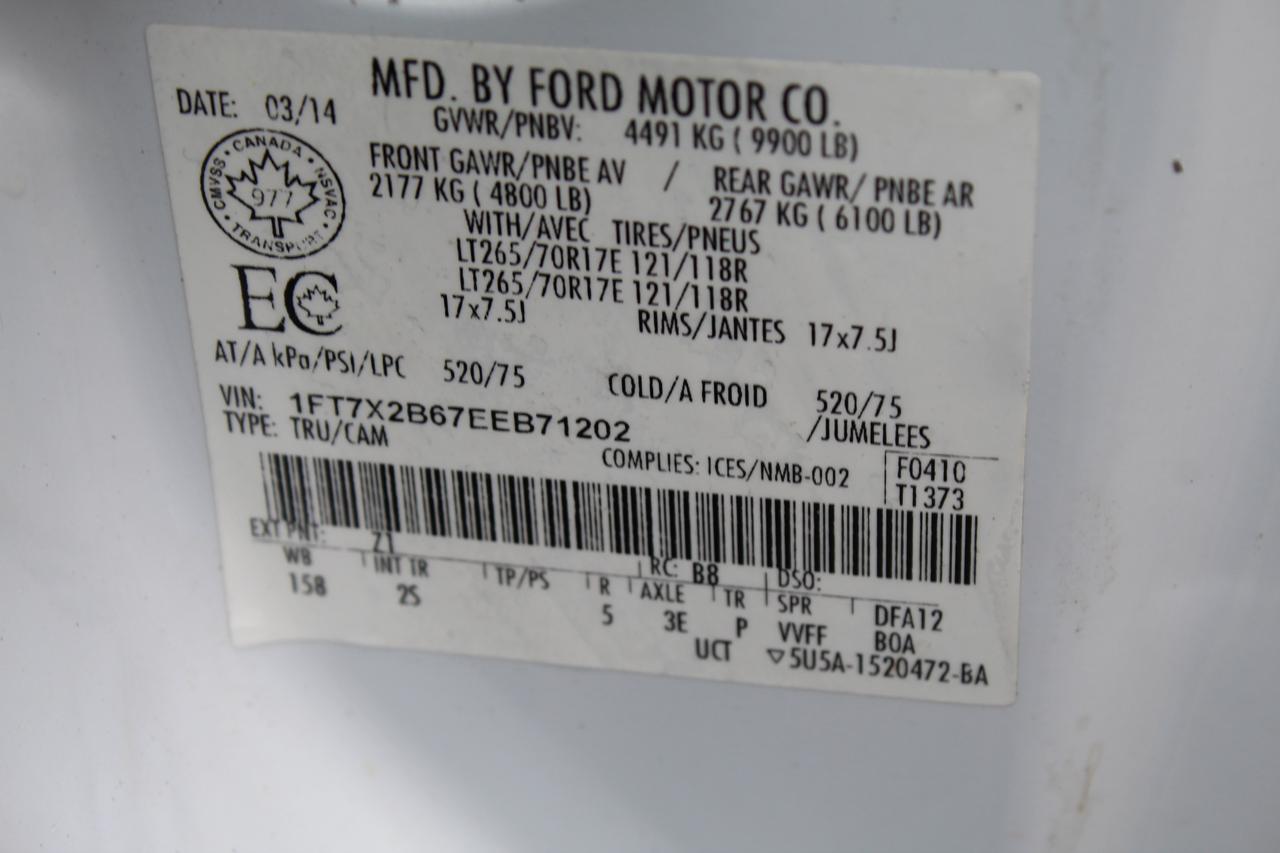 MFD. BY FORD MOTOR CO.
DATE: 03/14
GVWR/PNBV: 4491 KG ( 9900 LB)
FRONT GAWR/PNBE AV / REAR GAWR/ PNBE AR
2177 KG ( 4800 LB) 2767 KG ( 6100 LB)
CANADA
CMVSS NSVAC
977
TRANSPORT
WITH/AVEC TIRES/PNEUS
LT265/70R17E 121/118R
LT265/70R17E 121/118R
17x7.5J RIMS/JANTES 17x7.5J
EC
AT/A kPa/PSI/LPC 520/75 COLD/A FROID 520/75
/JUMELEES
VIN: 1FT7X2B67EEB71202
TYPE: TRU/CAM
COMPLIES: ICES/NMB-002
F0410
T1373
EXT PNT: Z1 RC: B8 DSO:
WB INT TR TP/PS R AXLE TR SPR DFA12
158 2S 5 3E P VVFF B0A
UCT ▽5U5A-1520472-BA